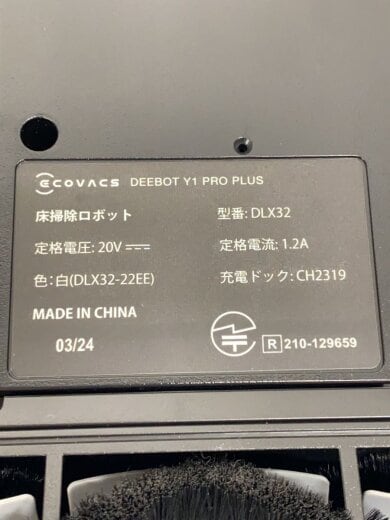 ECOVACS DEEBOT Y1 PRO PLUS
床掃除ロボット 型番: DLX32
定格電圧: 20V ⎓ 定格電流: 1.2A
色:白(DLX32-22EE) 充電ドック: CH2319
MADE IN CHINA
03/24 R 210-129659